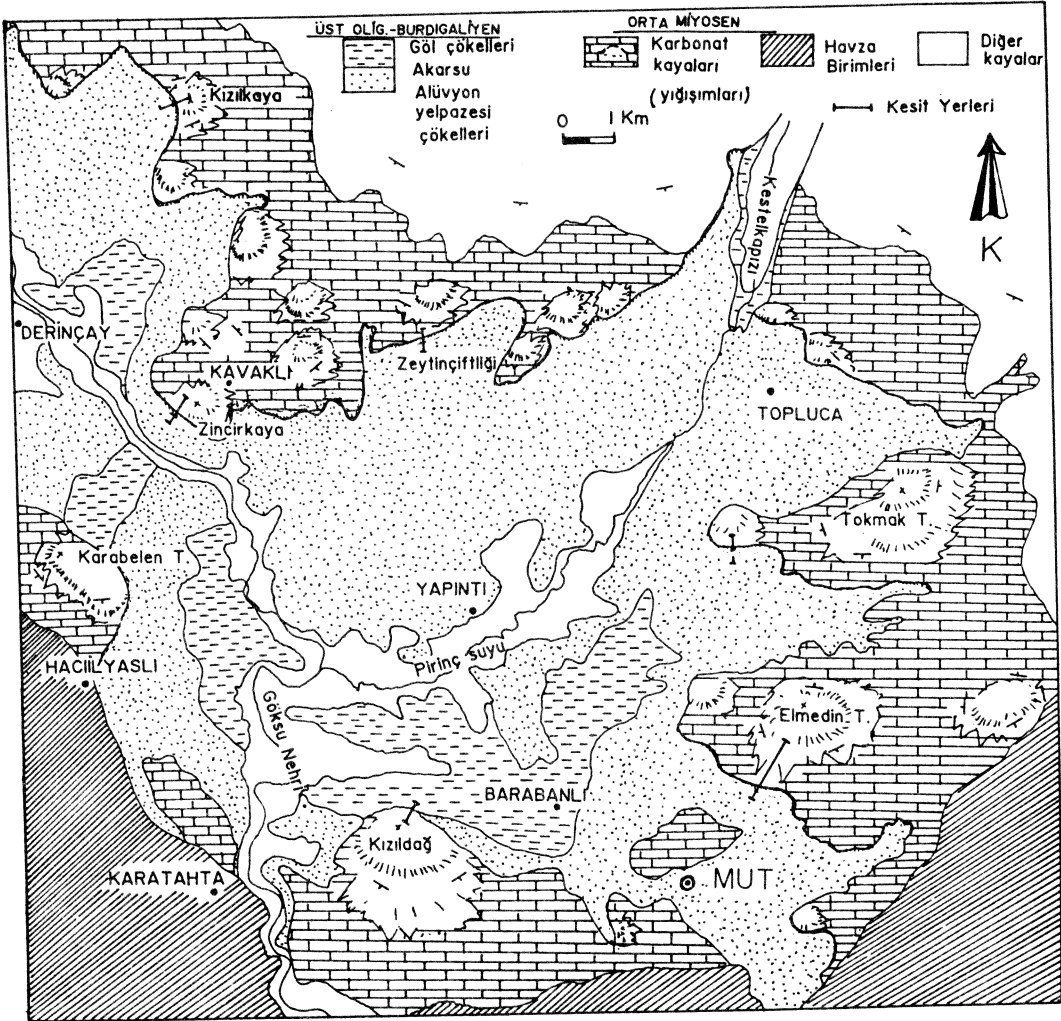 ÜST OLİG.-BURDIGALİYEN
Göl çökelleri
Akarsu
Alüvyon
yelpazesi
çökelleri
ORTA MİYOSEN
Karbonat
kayaları
(yığışımları)
Havza
Birimleri
Diğer
kayalar
Kesit Yerleri
0 1 Km
K
Kızılkaya
Kestelkapızı
DERİNÇAY
KAVAKLI
Zeytinçiftliği
Zincirkaya
TOPLUCA
Tokmak T.
Karabelen T.
YAPINTI
Pirinç suyu
HACIİLYASLI
Göksu Nehri
Elmedin T.
BARABANLI
Kızıldağ
KARATAHTA
MUT